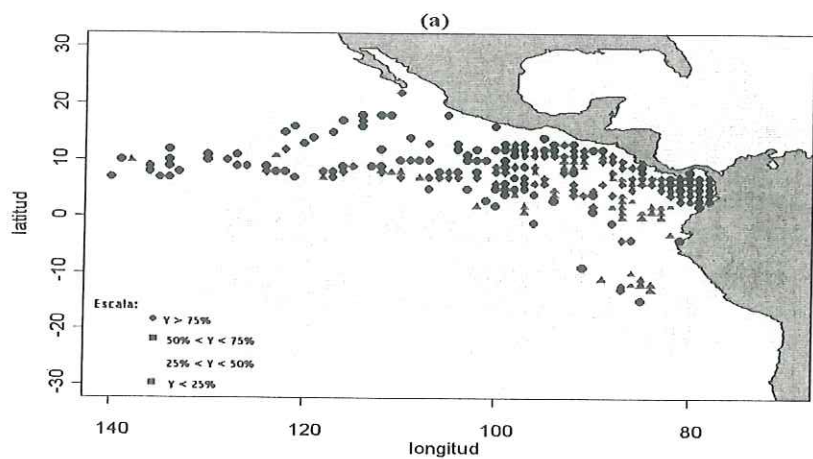 (a)
30
20
10
0
-10
-20
-30
latitud
Escala:
Y > 75%
50% < Y < 75%
25% < Y < 50%
Y < 25%
140
120
100
80
longitud